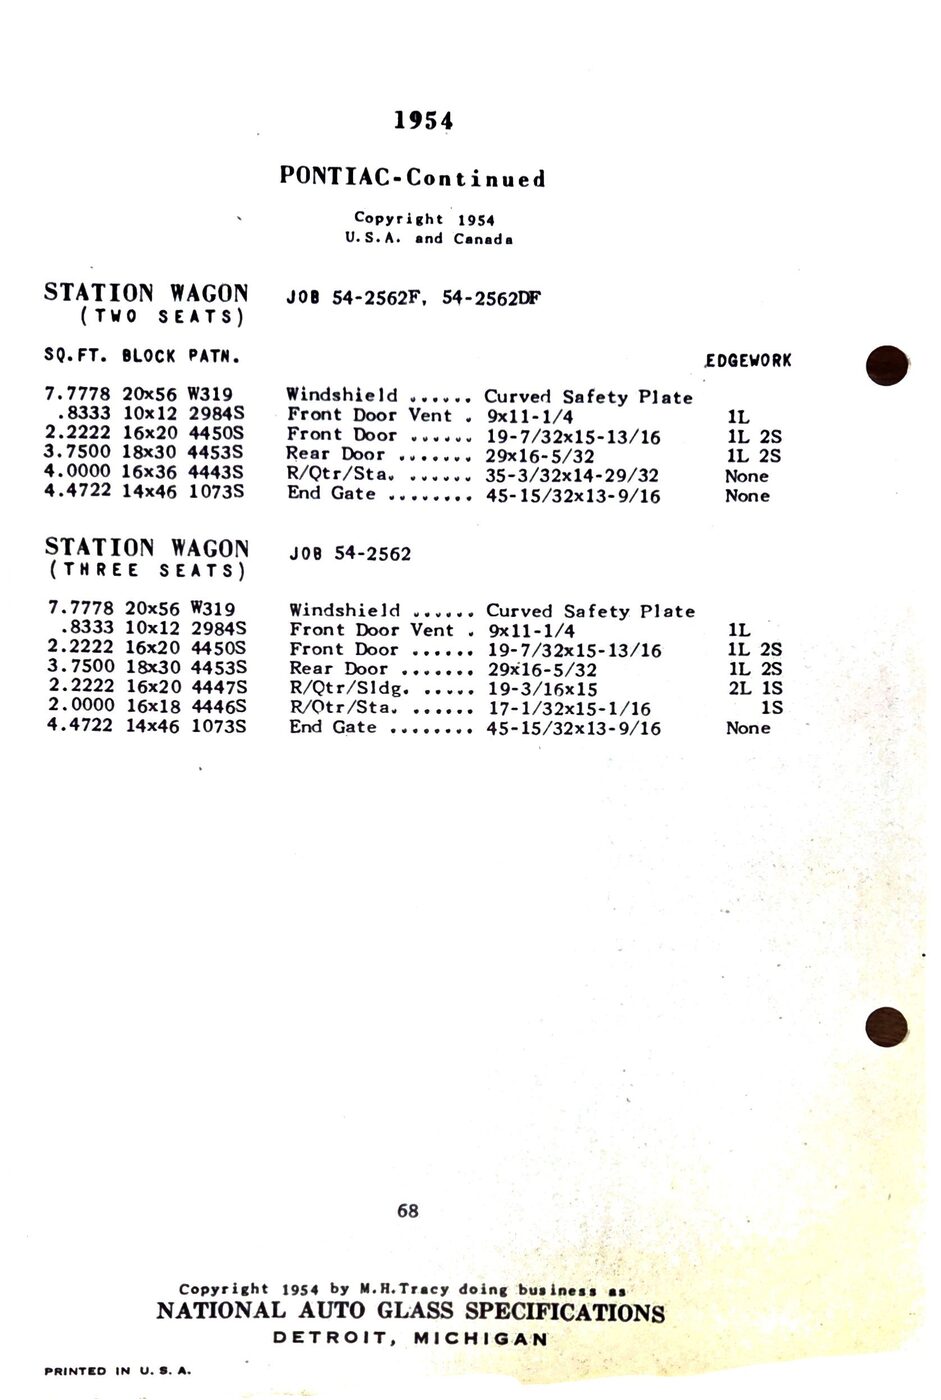 1954
PONTIAC-Continued
Copyright 1954
U.S.A. and Canada
STATION WAGON JOB 54-2562F, 54-2562DF
(TWO SEATS)
SQ.FT. BLOCK PATN. EDGEWORK
7.7778 20x56 W319 Windshield ...... Curved Safety Plate
.8333 10x12 2984S Front Door Vent . 9x11-1/4 1L
2.2222 16x20 4450S Front Door ...... 19-7/32x15-13/16 1L 2S
3.7500 18x30 4453S Rear Door ....... 29x16-5/32 1L 2S
4.0000 16x36 4443S R/Qtr/Sta. ...... 35-3/32x14-29/32 None
4.4722 14x46 1073S End Gate ........ 45-15/32x13-9/16 None
STATION WAGON JOB 54-2562
(THREE SEATS)
7.7778 20x56 W319 Windshield ...... Curved Safety Plate
.8333 10x12 2984S Front Door Vent . 9x11-1/4 1L
2.2222 16x20 4450S Front Door ...... 19-7/32x15-13/16 1L 2S
3.7500 18x30 4453S Rear Door ....... 29x16-5/32 1L 2S
2.2222 16x20 4447S R/Qtr/Sldg. ..... 19-3/16x15 2L 1S
2.0000 16x18 4446S R/Qtr/Sta. ...... 17-1/32x15-1/16 1S
4.4722 14x46 1073S End Gate ........ 45-15/32x13-9/16 None
68
Copyright 1954 by M.H.Tracy doing business as
NATIONAL AUTO GLASS SPECIFICATIONS
DETROIT, MICHIGAN
PRINTED IN U. S. A.